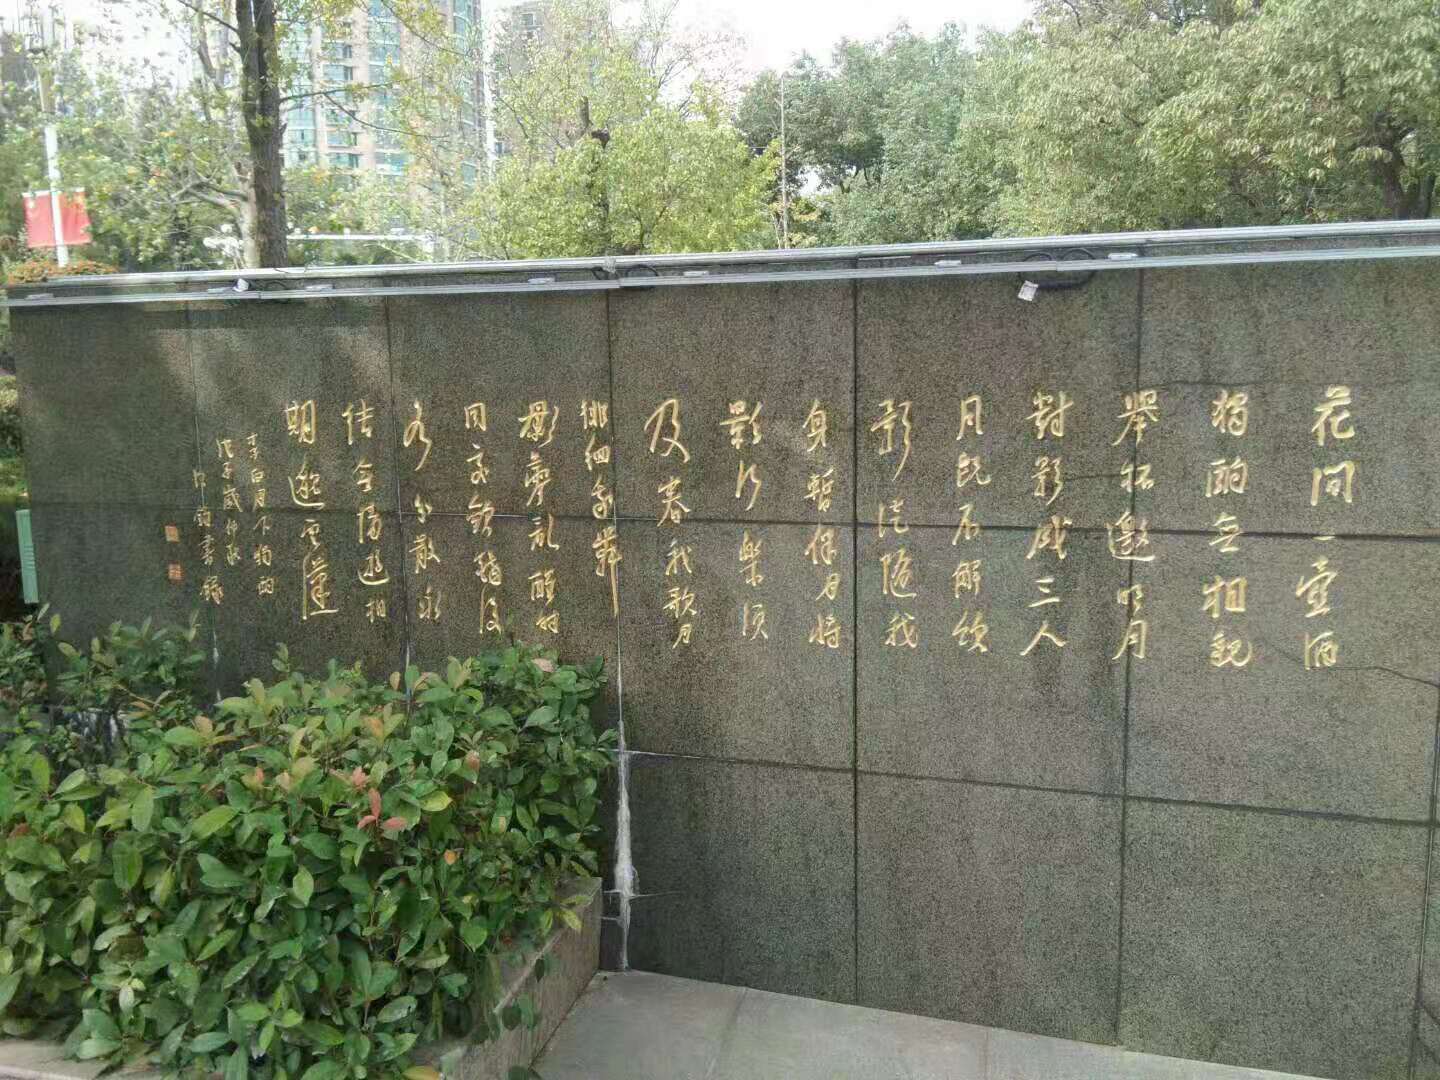 花間一壺酒
獨酌無相親
舉杯邀明月
對影成三人
月既不解飲
影徒隨我
身暫伴月將
影行樂須
及春我歌月
徘徊我舞
影零亂醒時
同交歡醉後
各分散永
結無情遊相
期邈雲漢
李白月下獨酌
歲仲秋
書